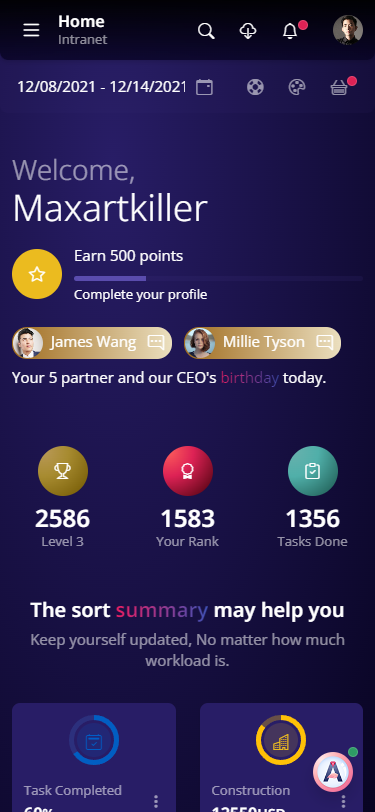 Home
Intranet
12/08/2021 - 12/14/2021
Welcome,
Maxartkiller
Earn 500 points
Complete your profile
James Wang
Millie Tyson
Your 5 partner and our CEO's birthday today.
2586
1583
1356
Level 3
Your Rank
Tasks Done
The sort summary may help you
Keep yourself updated, No matter how much
workload is.
Task Completed
Construction
60%
12550USD